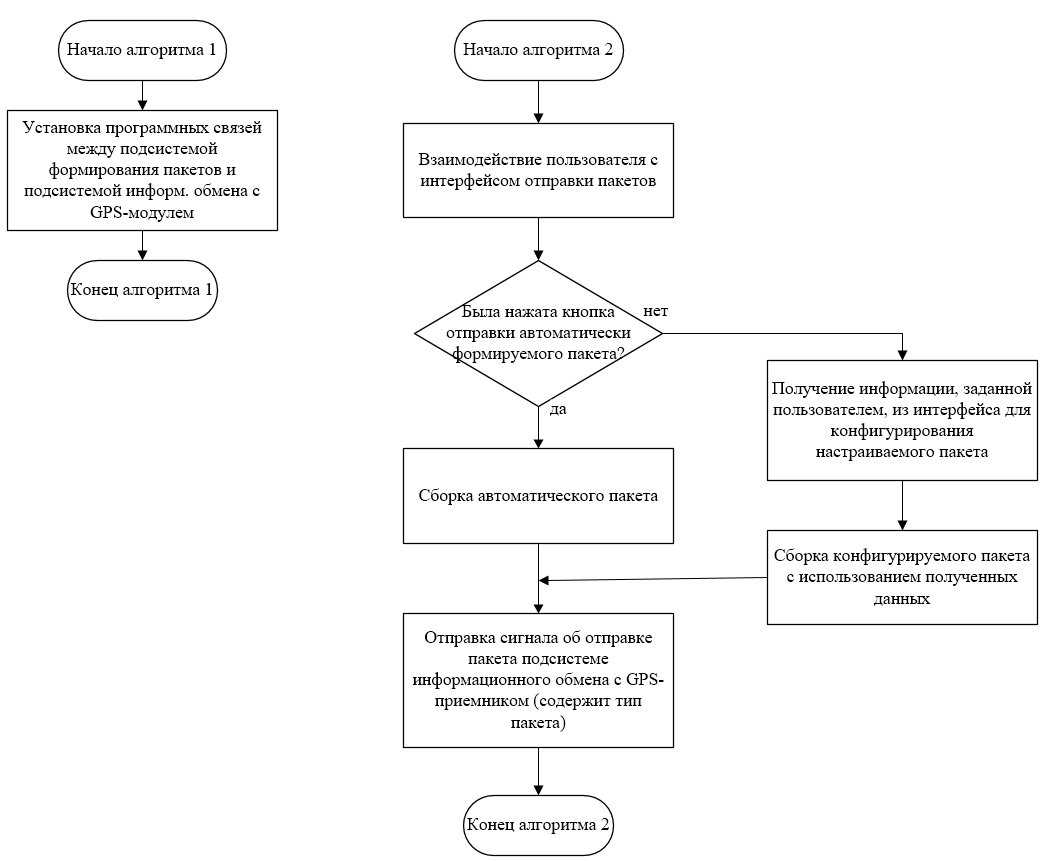 Начало алгоритма 1
Установка программных связей
между подсистемой
формирования пакетов и
подсистемой информ. обмена с
GPS-модулем
Конец алгоритма 1
Начало алгоритма 2
Взаимодействие пользователя с
интерфейсом отправки пакетов
Была нажата кнопка
отправки автоматически
формируемого пакета?
нет
да
Получение информации, заданной
пользователем, из интерфейса для
конфигурирования
настраиваемого пакета
Сборка автоматического пакета
Сборка конфигурируемого пакета
с использованием полученных
данных
Отправка сигнала об отправке
пакета подсистеме
информационного обмена с GPS-
приемником (содержит тип
пакета)
Конец алгоритма 2